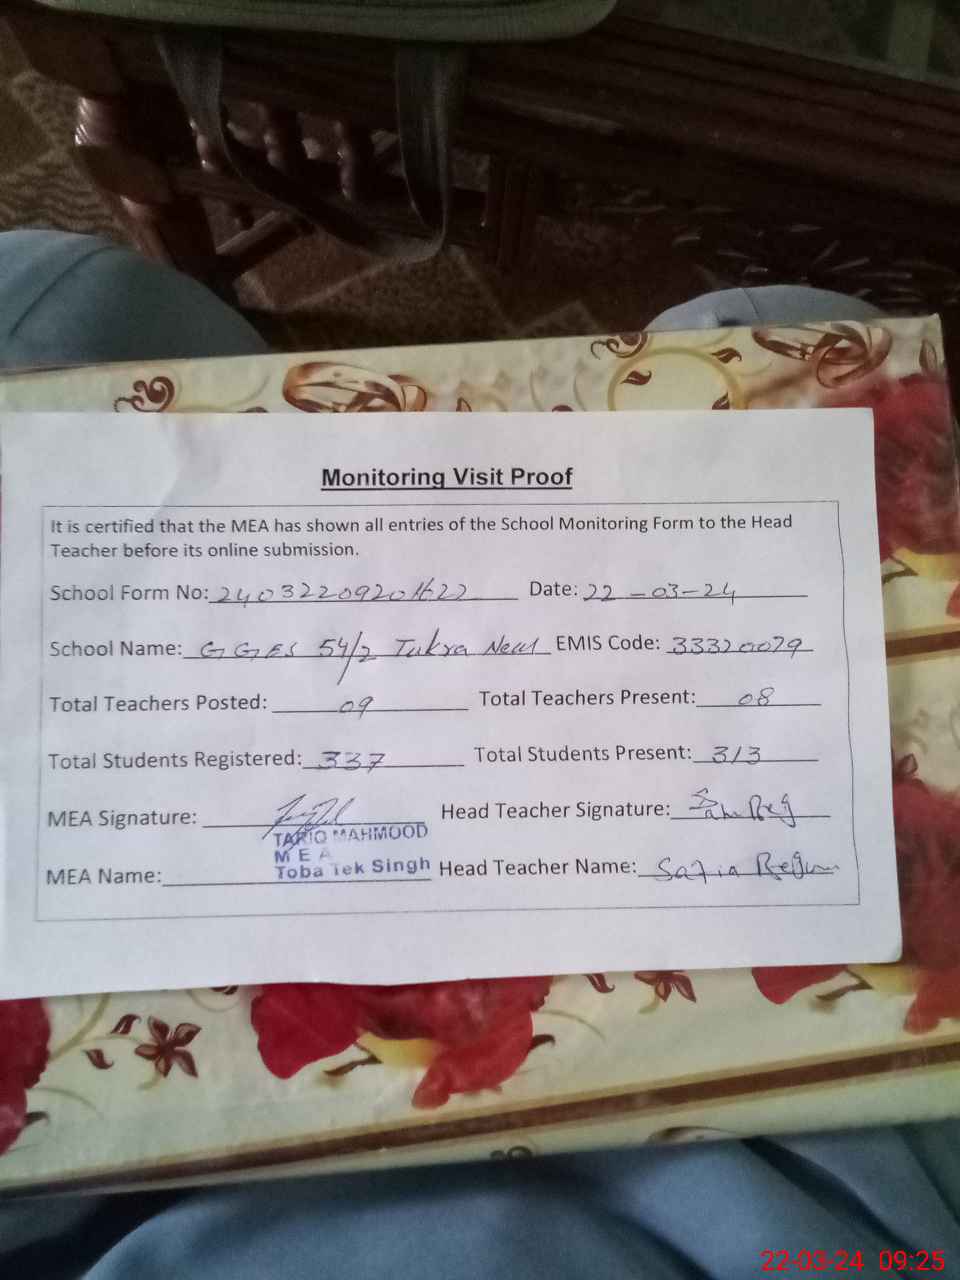 Monitoring Visit Proof
It is certified that the MEA has shown all entries of the School Monitoring Form to the Head
Teacher before its online submission.
School Form No: Date: 22-03-24
School Name: GGES 54/2 Tukra EMIS Code: 33320079
Total Teachers Posted: 09 Total Teachers Present: 08
Total Students Registered: 337 Total Students Present: 313
MEA Signature: Head Teacher Signature:
TARIQ MAHMOOD
M E A
Toba Tek Singh
MEA Name: Head Teacher Name: Safia Begum
22-03-24 09:25